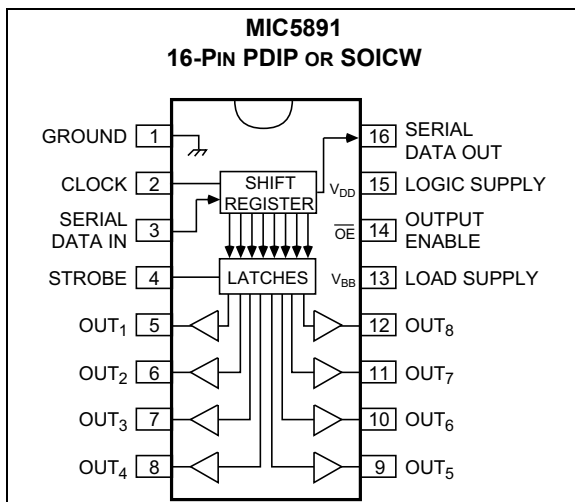 MIC5891
16-PIN PDIP OR SOICW
GROUND 1
16 SERIAL
DATA OUT
CLOCK 2
SHIFT
REGISTER
VDD
15 LOGIC SUPPLY
SERIAL
DATA IN 3
OE
14 OUTPUT
ENABLE
STROBE 4
LATCHES
VBB
13 LOAD SUPPLY
OUT1 5
12 OUT8
OUT2 6
11 OUT7
OUT3 7
10 OUT6
OUT4 8
9 OUT5